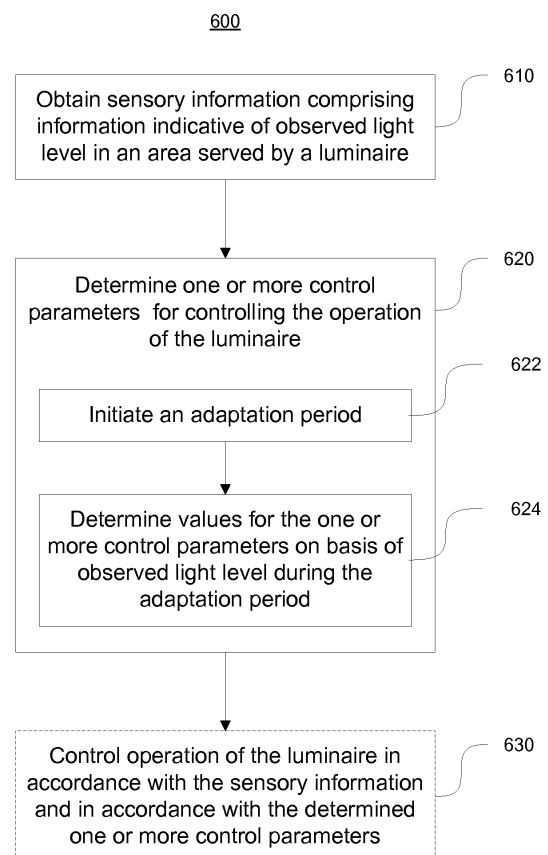 600
610
Obtain sensory information comprising
information indicative of observed light
level in an area served by a luminaire
620
Determine one or more control
parameters for controlling the operation
of the luminaire
622
Initiate an adaptation period
624
Determine values for the one or
more control parameters on basis of
observed light level during the
adaptation period
630
Control operation of the luminaire in
accordance with the sensory information
and in accordance with the determined
one or more control parameters